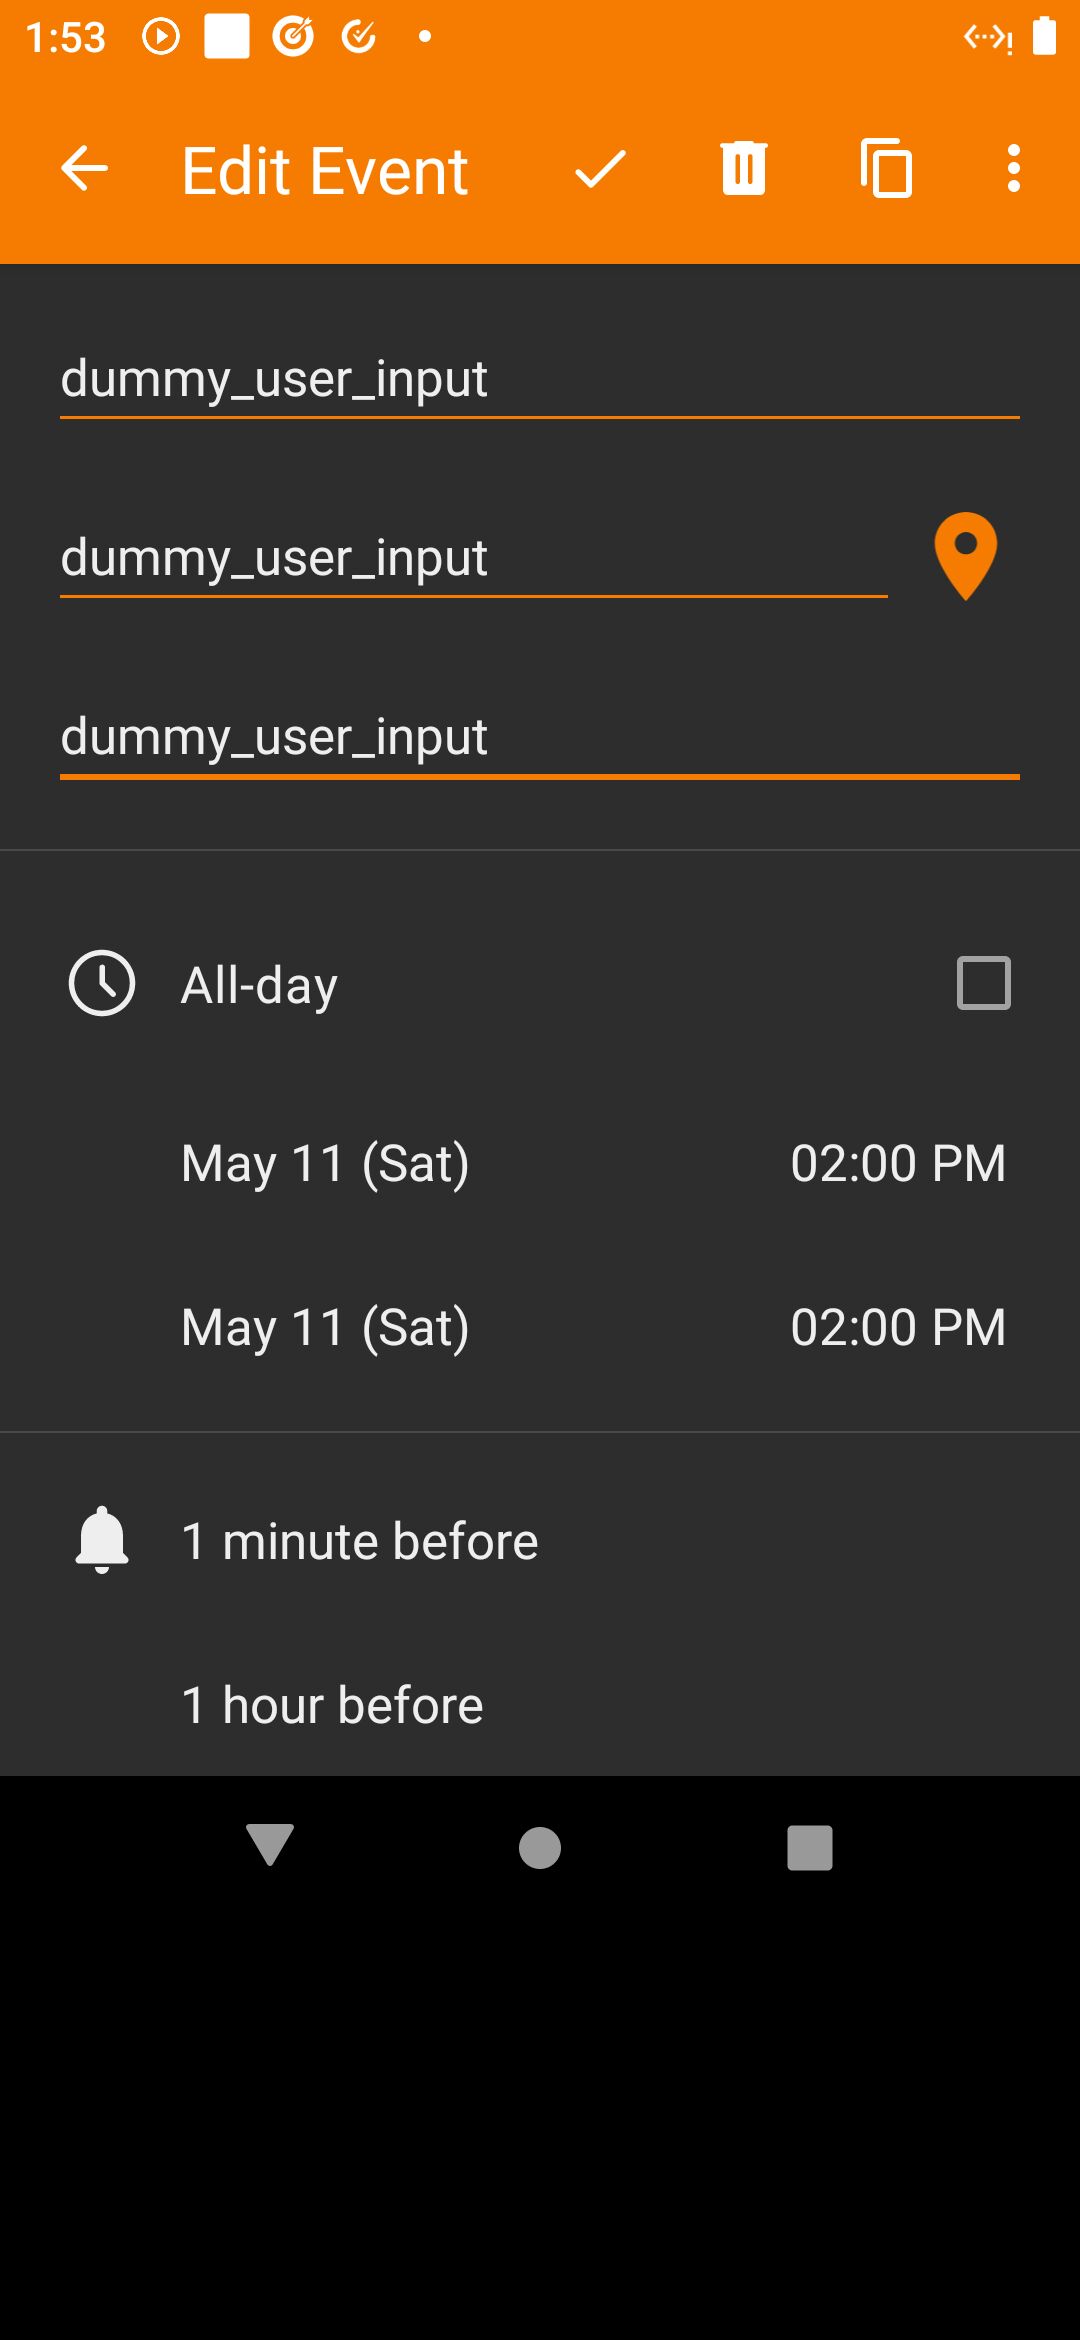 1:53
Edit Event
dummy_user_input
dummy_user_input
dummy_user_input
All-day
May 11 (Sat) 02:00 PM
May 11 (Sat) 02:00 PM
1 minute before
1 hour before